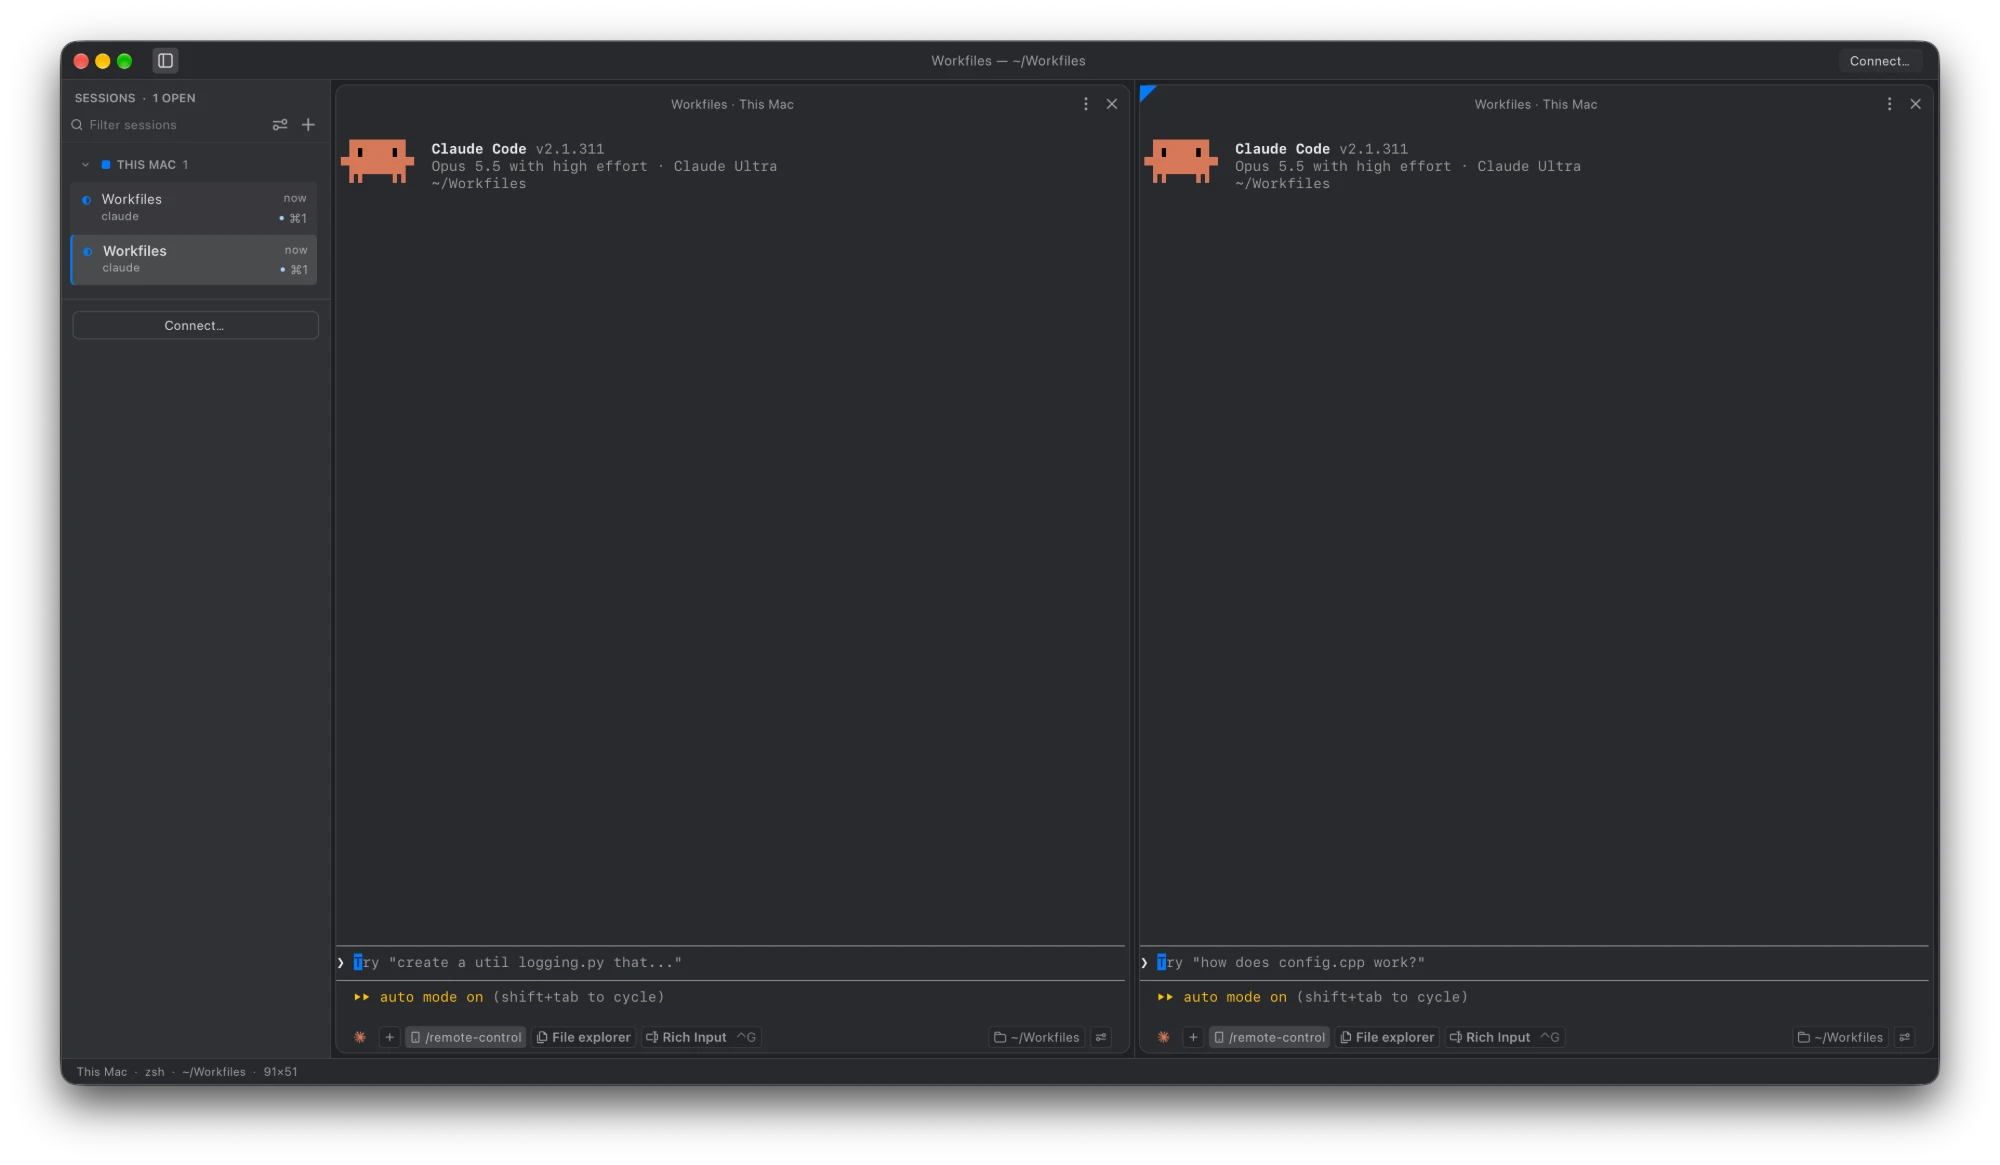 Workfiles — ~/Workfiles
Connect…
SESSIONS · 1 OPEN
Filter sessions
THIS MAC 1
Workfiles now
claude • ⌘1
Workfiles now
claude • ⌘1
Connect…
Workfiles · This Mac
Claude Code v2.1.311
Opus 5.5 with high effort · Claude Ultra
~/Workfiles
❯ Try "create a util logging.py that..."
⏵⏵ auto mode on (shift+tab to cycle)
+ /remote-control File explorer Rich Input ^G ~/Workfiles
Workfiles · This Mac
Claude Code v2.1.311
Opus 5.5 with high effort · Claude Ultra
~/Workfiles
❯ Try "how does config.cpp work?"
⏵⏵ auto mode on (shift+tab to cycle)
+ /remote-control File explorer Rich Input ^G ~/Workfiles
This Mac · zsh · ~/Workfiles · 91×51